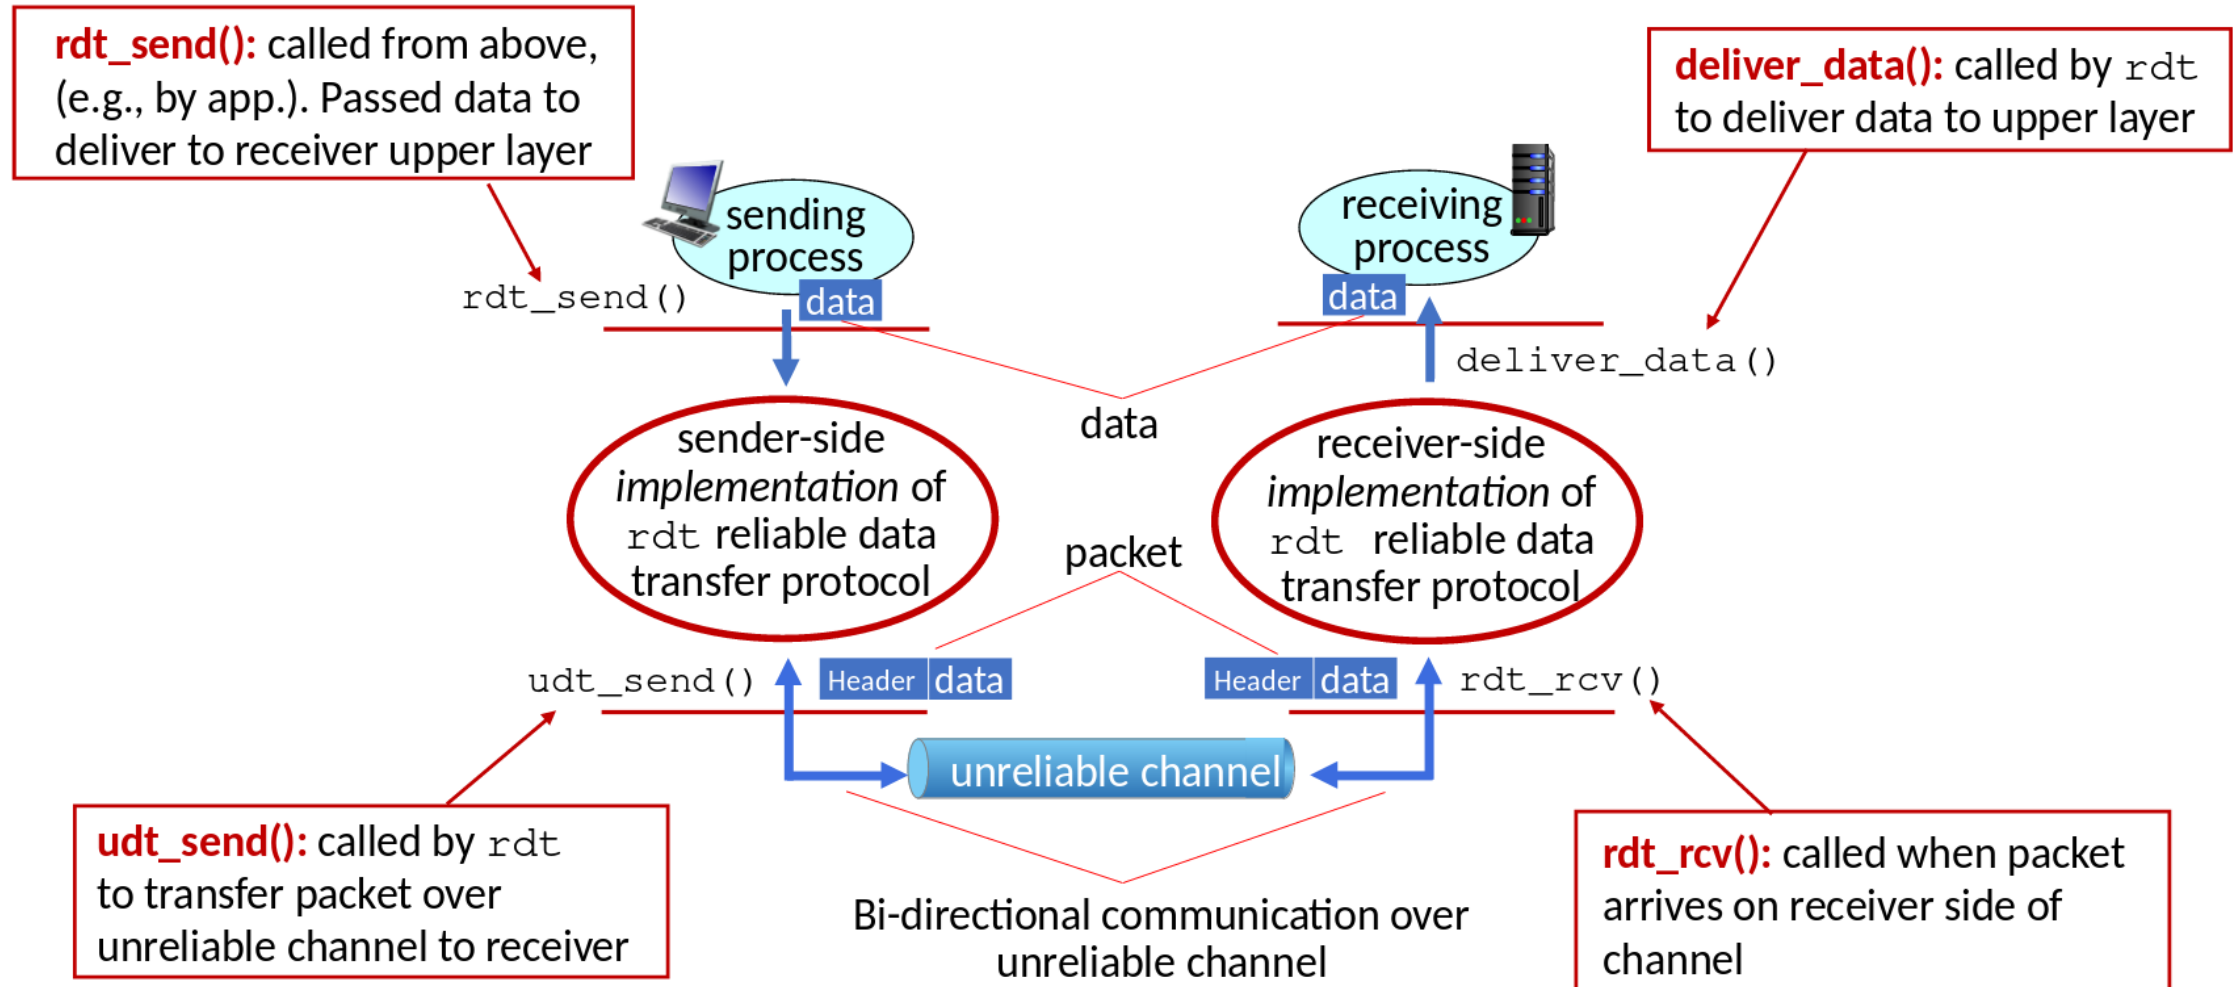 rdt_send(): called from above,
(e.g., by app.). Passed data to
deliver to receiver upper layer
deliver_data(): called by rdt
to deliver data to upper layer
sending
process
receiving
process
rdt_send()
data
data
deliver_data()
data
sender-side
implementation of
rdt reliable data
transfer protocol
receiver-side
implementation of
rdt reliable data
transfer protocol
packet
udt_send()
Header data
Header data
rdt_rcv()
unreliable channel
udt_send(): called by rdt
to transfer packet over
unreliable channel to receiver
Bi-directional communication over
unreliable channel
rdt_rcv(): called when packet
arrives on receiver side of
channel